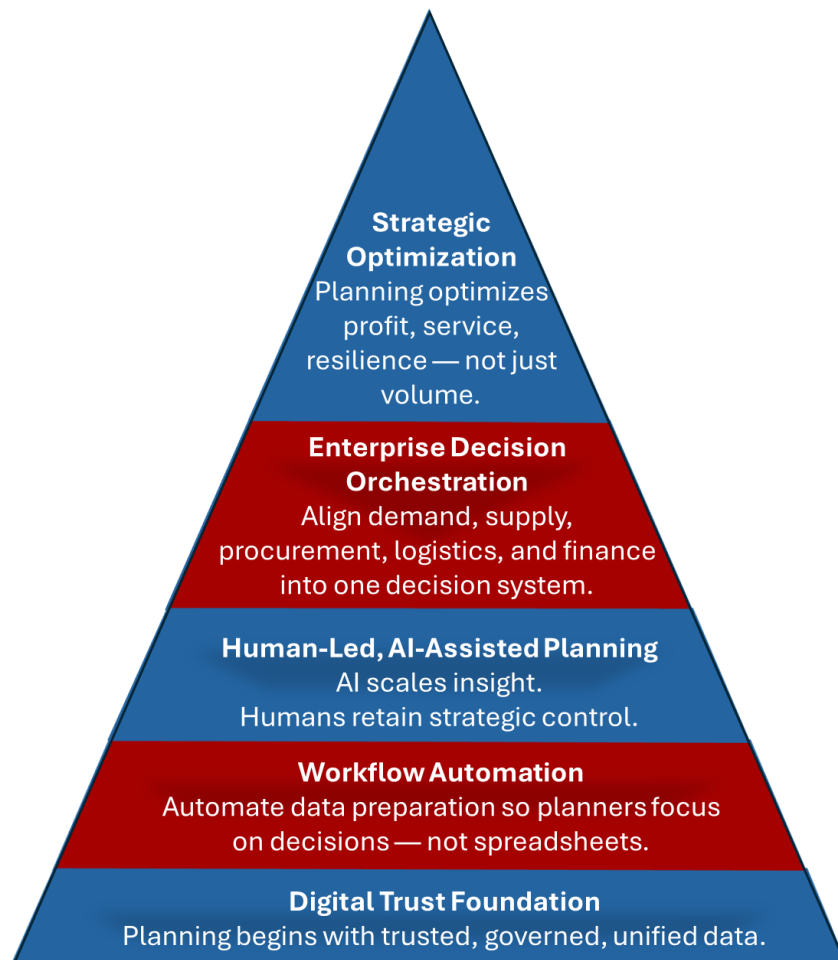 Strategic
Optimization
Planning optimizes
profit, service,
resilience — not just
volume.
Enterprise Decision
Orchestration
Align demand, supply,
procurement, logistics, and finance
into one decision system.
Human-Led, AI-Assisted Planning
AI scales insight.
Humans retain strategic control.
Workflow Automation
Automate data preparation so planners focus
on decisions — not spreadsheets.
Digital Trust Foundation
Planning begins with trusted, governed, unified data.